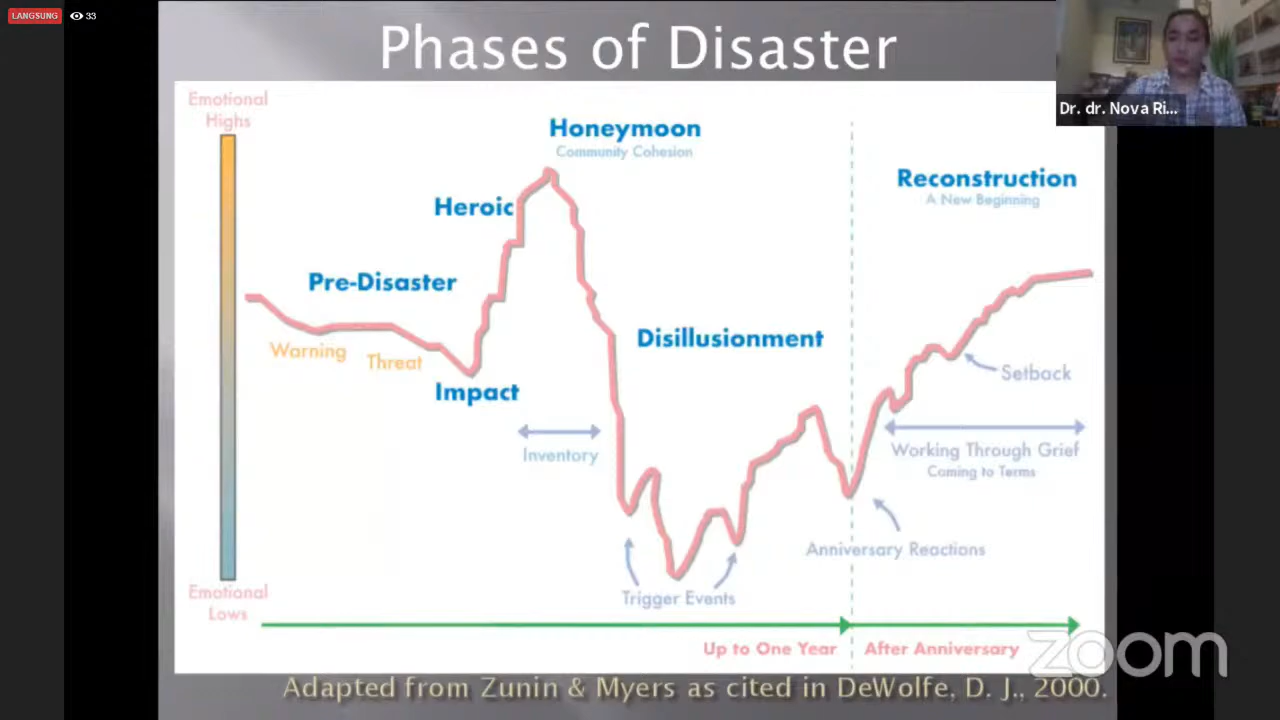 LANGSUNG 33
Phases of Disaster
Dr. dr. Nova Ri...
Emotional
Highs
Honeymoon
Community Cohesion
Reconstruction
A New Beginning
Heroic
Pre-Disaster
Warning
Threat
Disillusionment
Impact
Setback
Inventory
Working Through Grief
Coming to Terms
Anniversary Reactions
Trigger Events
Emotional
Lows
Up to One Year
After Anniversary
zoom
Adapted from Zunin & Myers as cited in DeWolfe, D. J., 2000.